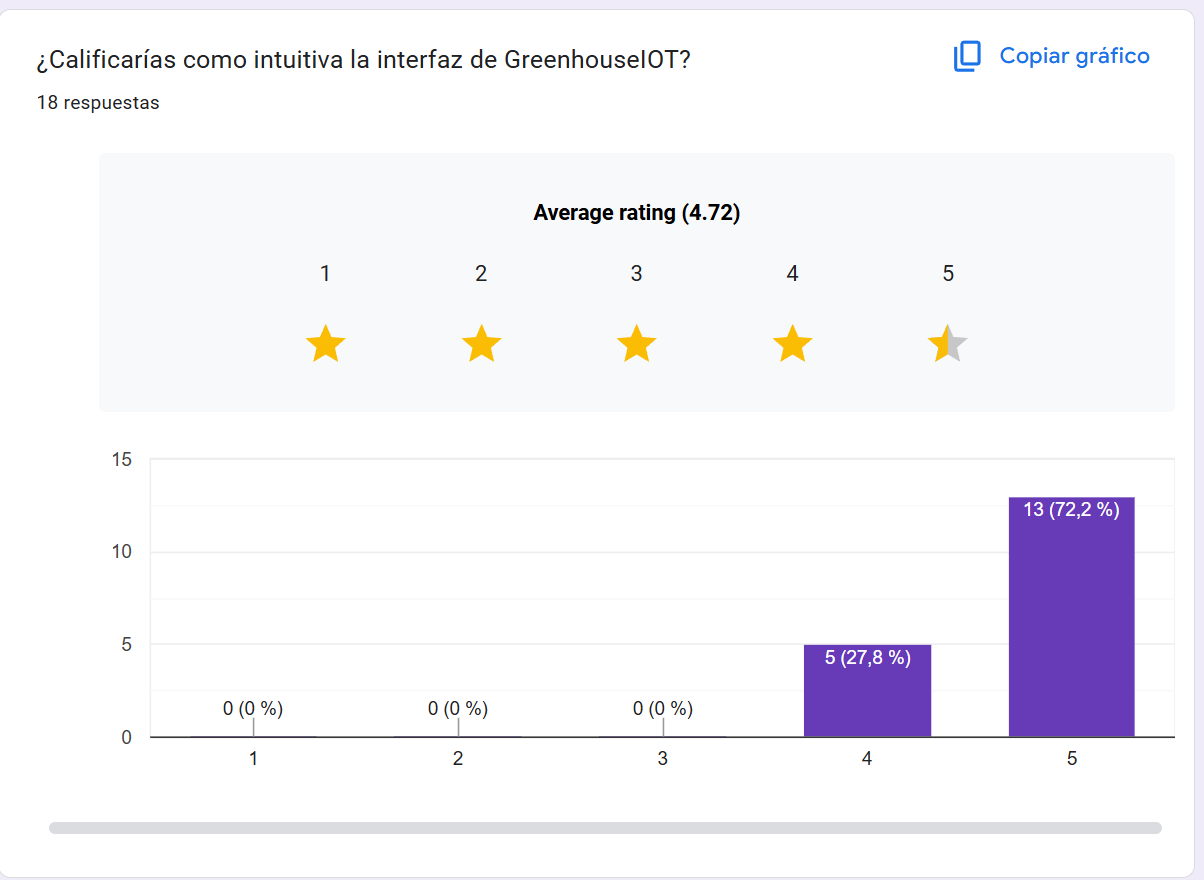 ¿Calificarías como intuitiva la interfaz de GreenhouseIOT?
Copiar gráfico
18 respuestas
Average rating (4.72)
1 2 3 4 5
15
10
5
0
0 (0 %) 0 (0 %) 0 (0 %) 5 (27,8 %) 13 (72,2 %)
1 2 3 4 5